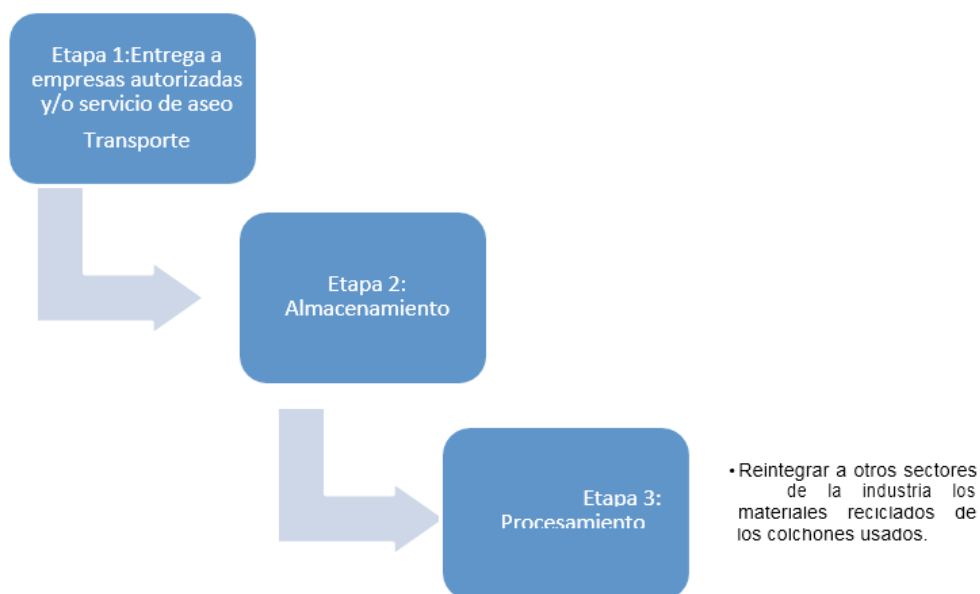 Etapa 1:Entrega a
empresas autorizadas
y/o servicio de aseo
Transporte
Etapa 2:
Almacenamiento
Etapa 3:
Procesamiento
• Reintegrar a otros sectores
de la industria los
materiales reciclados de
los colchones usados.